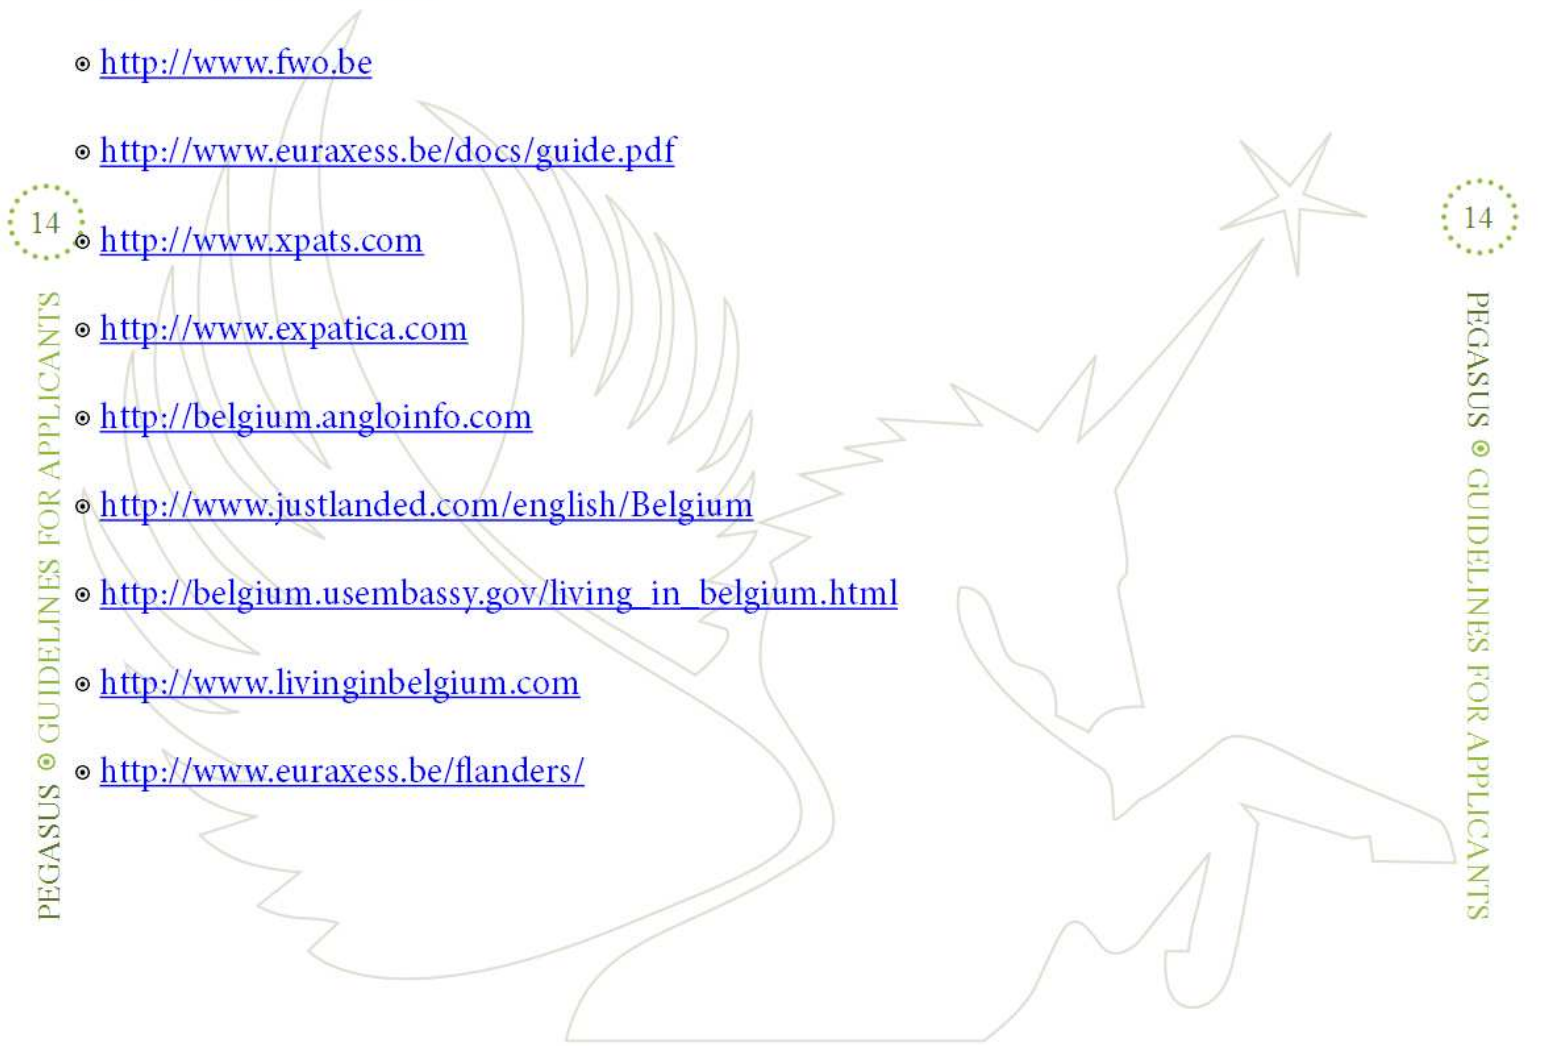 http://www.fwo.be
http://www.euraxess.be/docs/guide.pdf
14
http://www.xpats.com
http://www.expatica.com
http://belgium.angloinfo.com
http://www.justlanded.com/english/Belgium
http://belgium.usembassy.gov/living_in_belgium.html
http://www.livinginbelgium.com
http://www.euraxess.be/flanders/
PEGASUS ⊙ GUIDELINES FOR APPLICANTS
14
PEGASUS ⊙ GUIDELINES FOR APPLICANTS